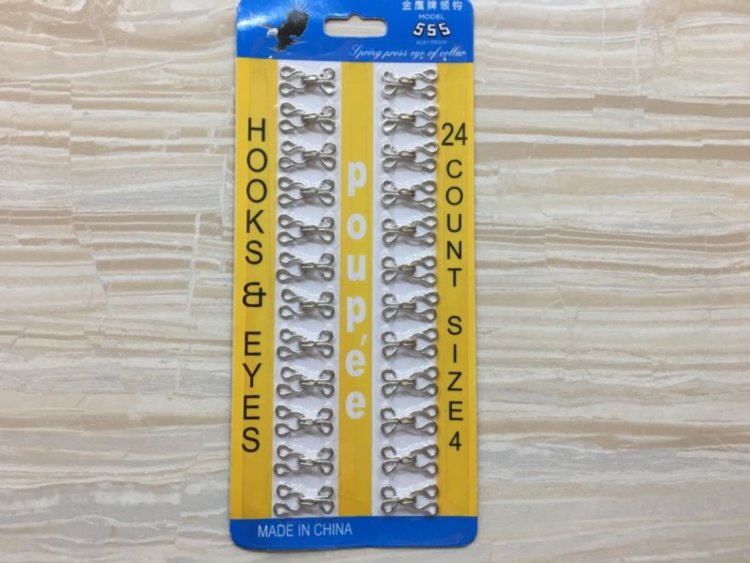 金鹰牌领钩
MODEL
555
RUST PROOF
Spring press eye of collar
HOOKS & EYES
poupée
24 COUNT SIZE 4
MADE IN CHINA